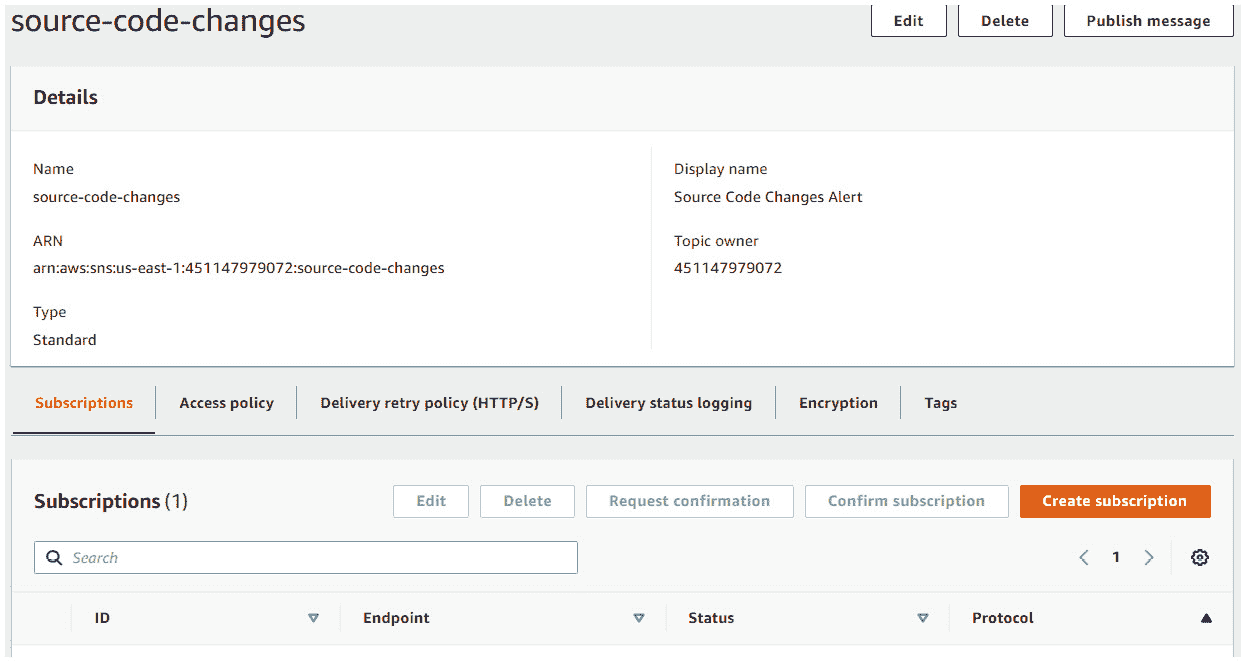 source-code-changes
Edit
Delete
Publish message
Details
Name
source-code-changes
Display name
Source Code Changes Alert
ARN
arn:aws:sns:us-east-1:451147979072:source-code-changes
Topic owner
451147979072
Type
Standard
Subscriptions
Access policy
Delivery retry policy (HTTP/S)
Delivery status logging
Encryption
Tags
Subscriptions (1)
Edit
Delete
Request confirmation
Confirm subscription
Create subscription
Search
1
ID
Endpoint
Status
Protocol